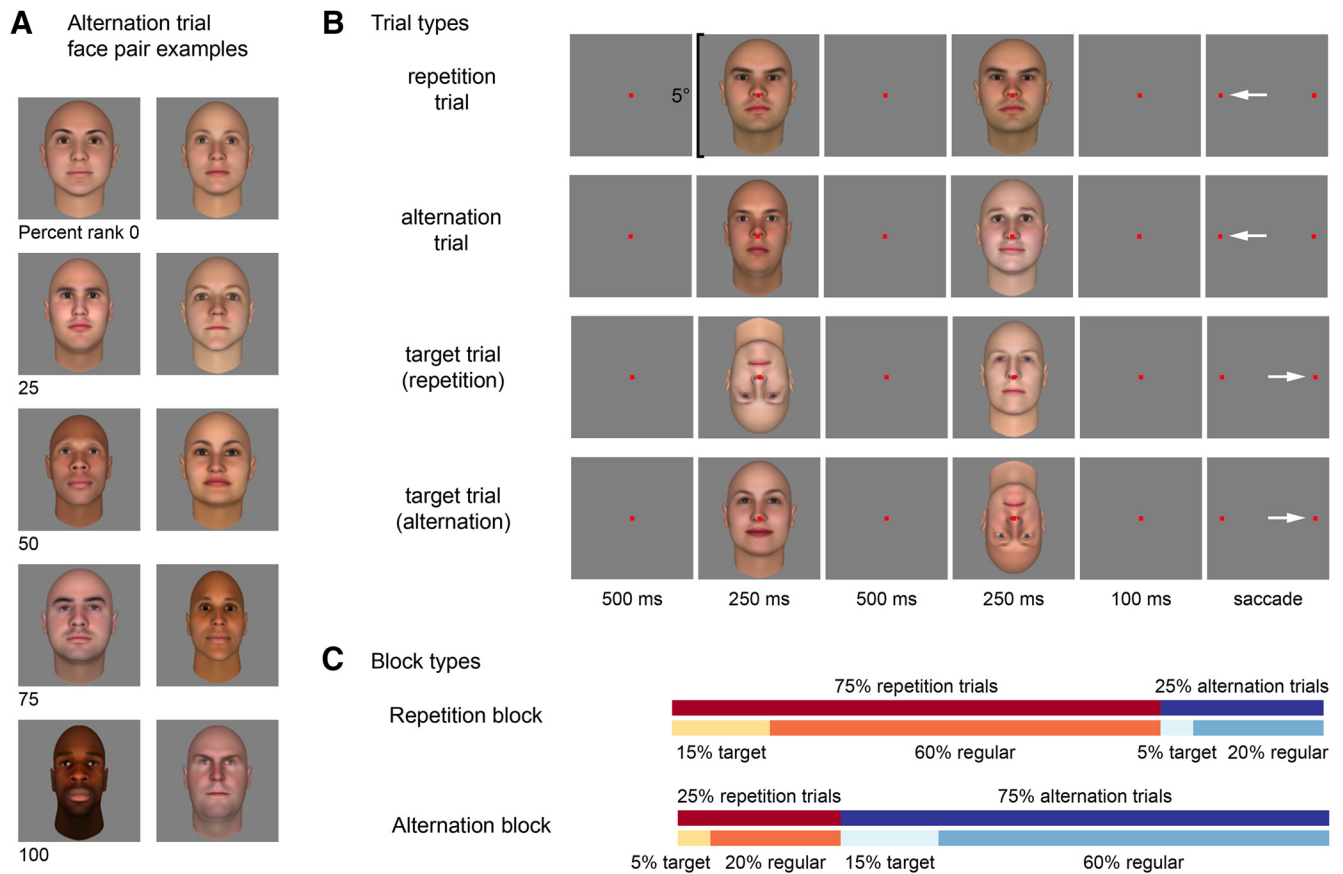 A
Alternation trial
face pair examples
Percent rank 0
25
50
75
100
B
Trial types
repetition
trial
5°
alternation
trial
target trial
(repetition)
target trial
(alternation)
500 ms
250 ms
500 ms
250 ms
100 ms
saccade
C
Block types
Repetition block
75% repetition trials
25% alternation trials
15% target
60% regular
5% target
20% regular
Alternation block
25% repetition trials
75% alternation trials
5% target
20% regular
15% target
60% regular